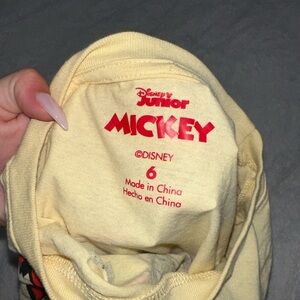 Disney
Junior
MICKEY
©DISNEY
6
Made in China
Hecho en China